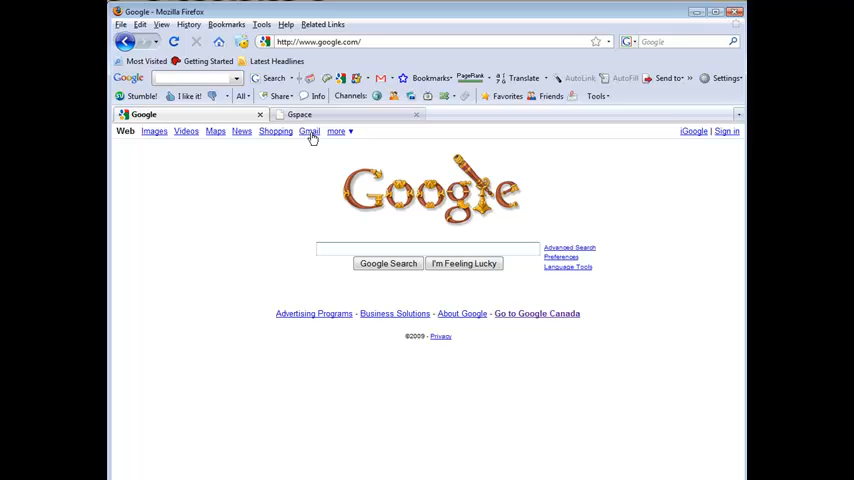 Google - Mozilla Firefox
File Edit View History Bookmarks Tools Help Related Links
http://www.google.com/ Google
Most Visited Getting Started Latest Headlines
Google Search Bookmarks PageRank Translate AutoLink AutoFill Send to Settings
Stumble! I like it! All Share Info Channels: Favorites Friends Tools
Google Gspace
Web Images Videos Maps News Shopping Gmail more iGoogle | Sign in
Google
Advanced Search
Preferences
Language Tools
Google Search I'm Feeling Lucky
Advertising Programs - Business Solutions - About Google - Go to Google Canada
©2009 - Privacy